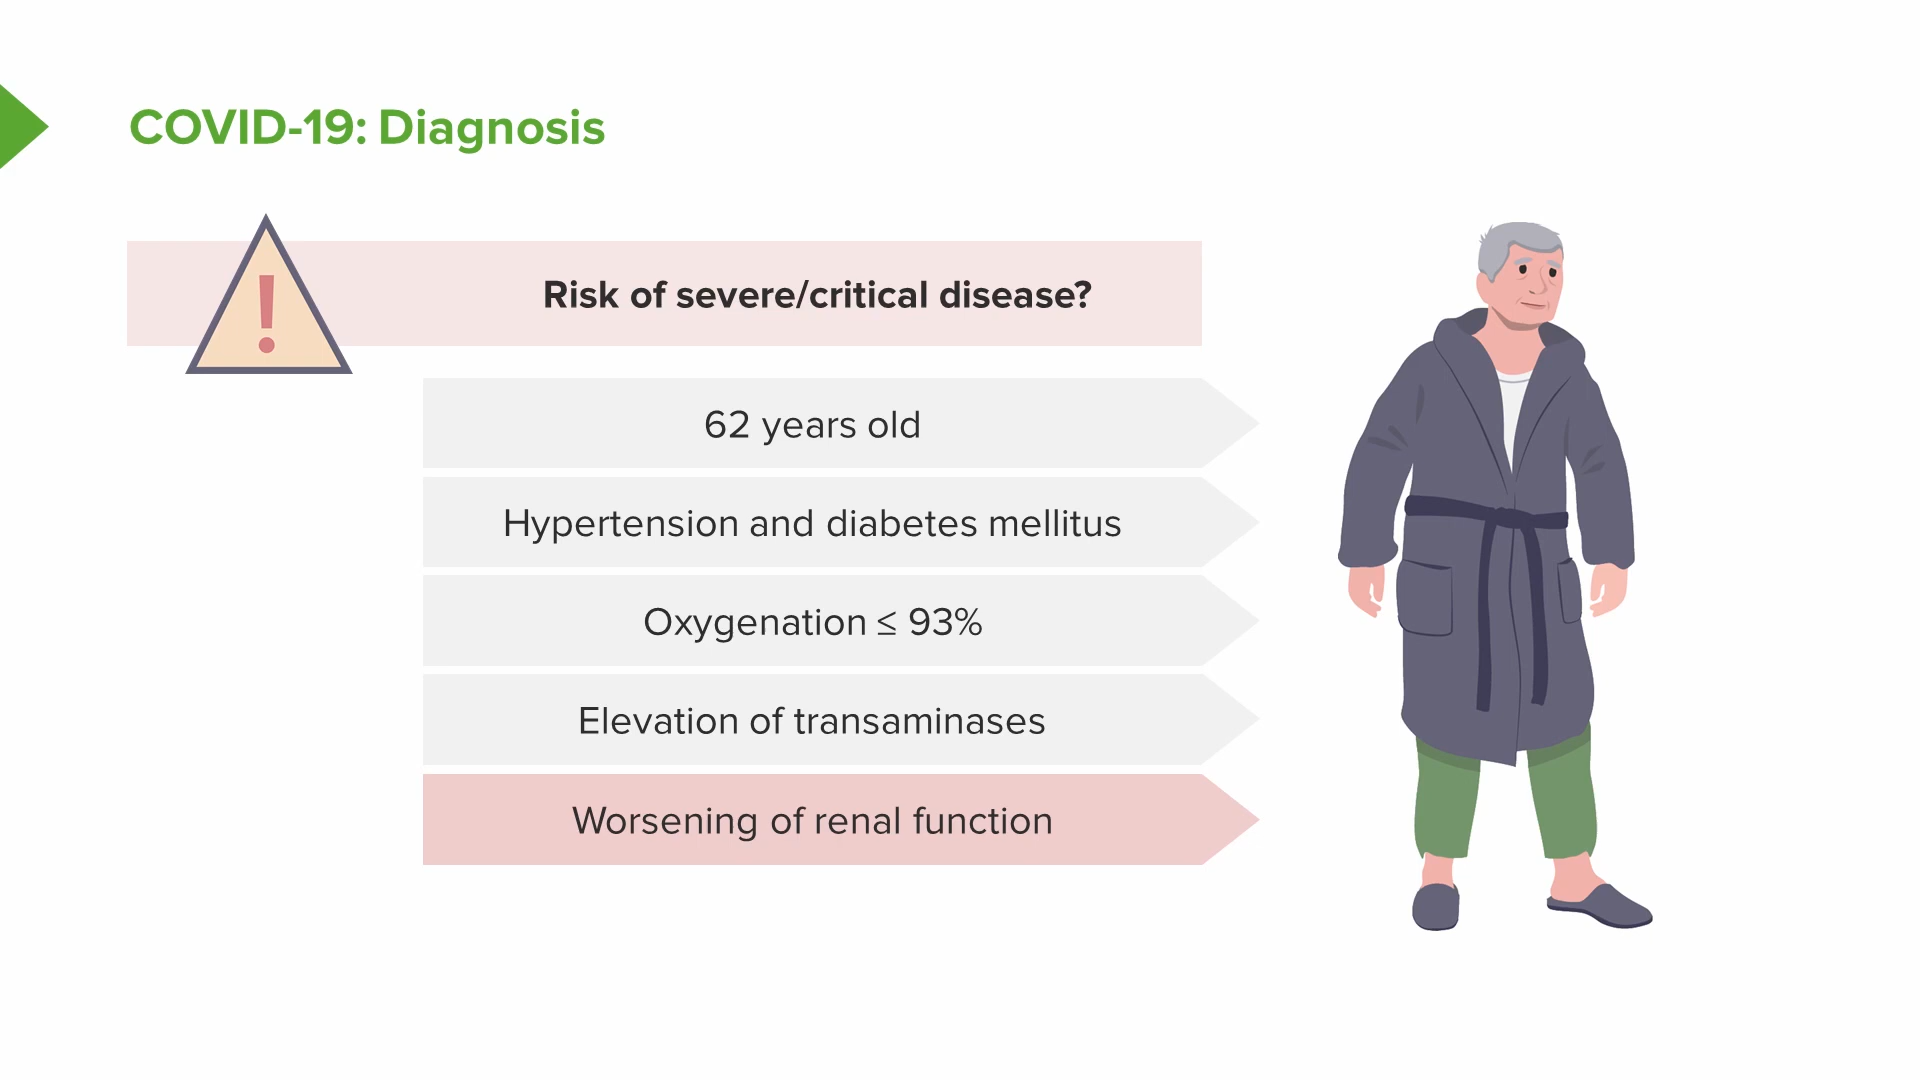 COVID-19: Diagnosis
!
Risk of severe/critical disease?
62 years old
Hypertension and diabetes mellitus
Oxygenation ≤ 93%
Elevation of transaminases
Worsening of renal function